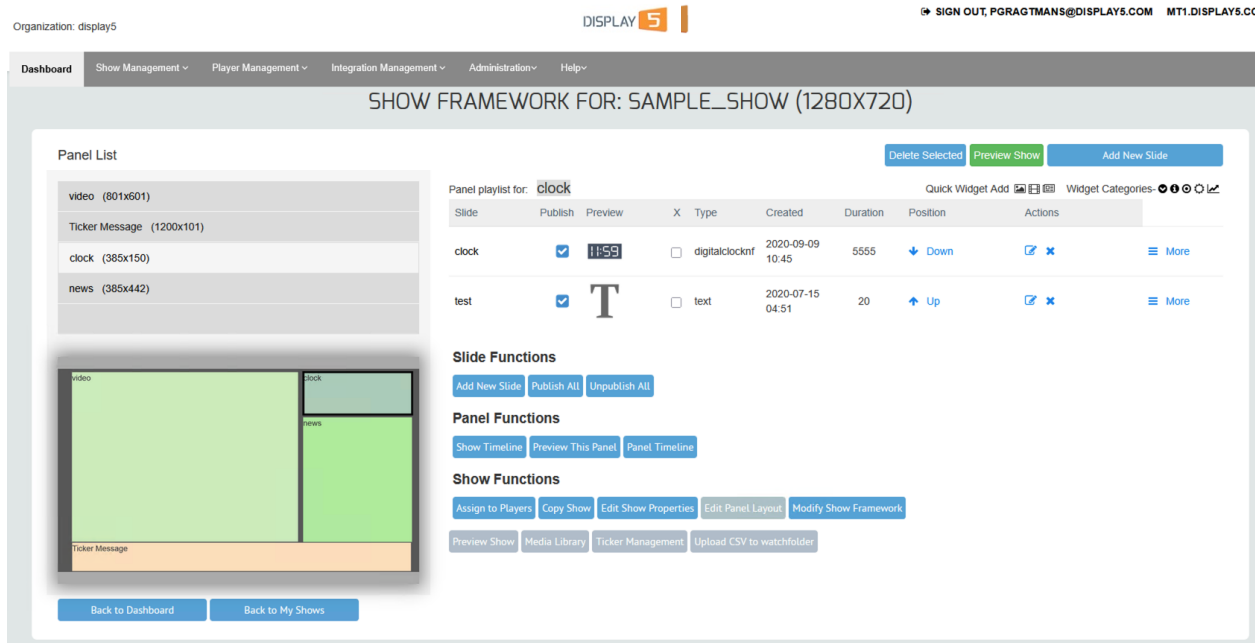 Organization: display5
DISPLAY 5
SIGN OUT, PGRAGTMANS@DISPLAY5.COM MT1.DISPLAY5.CO
Dashboard Show Management Player Management Integration Management Administration Help
SHOW FRAMEWORK FOR: SAMPLE_SHOW (1280X720)
Panel List
Delete Selected Preview Show Add New Slide
video (801x601)
Ticker Message (1200x101)
clock (385x150)
news (385x442)
Panel playlist for: clock
Quick Widget Add Widget Categories-
Slide Publish Preview X Type Created Duration Position Actions
clock 11:59 digitalclocknf 2020-09-09 10:45 5555 Down More
test T text 2020-07-15 04:51 20 Up More
video
clock
news
Ticker Message
Slide Functions
Add New Slide Publish All Unpublish All
Panel Functions
Show Timeline Preview This Panel Panel Timeline
Show Functions
Assign to Players Copy Show Edit Show Properties Edit Panel Layout Modify Show Framework
Preview Show Media Library Ticker Management Upload CSV to watchfolder
Back to Dashboard Back to My Shows